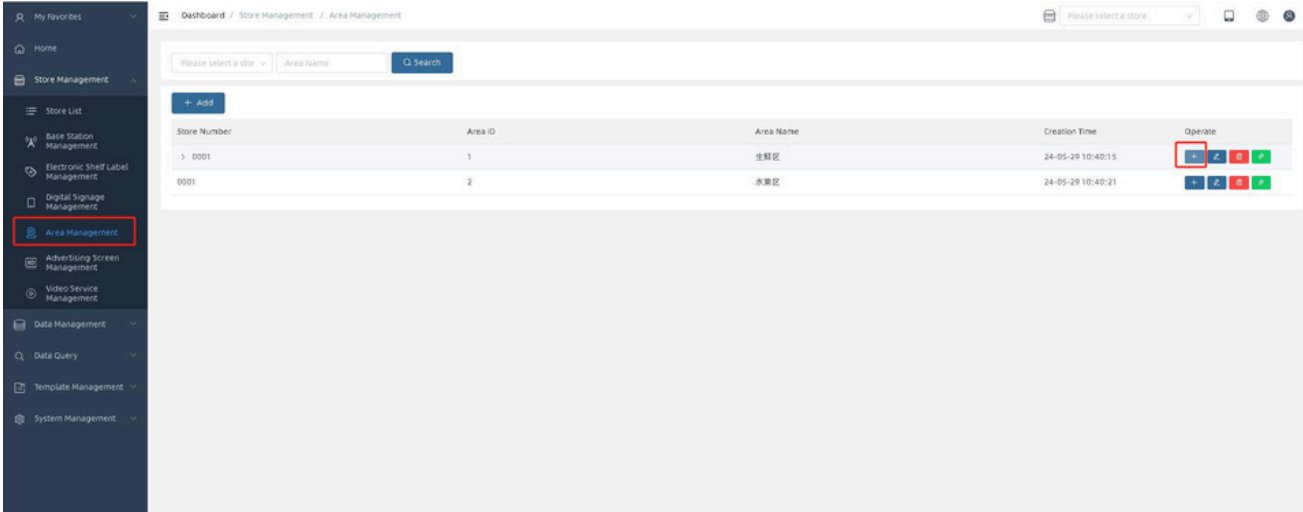 My Favorites
Dashboard / Store Management / Area Management
Please select a store
Home
Store Management
Please select a stor
Area Name
Search
Store List
+ Add
Base Station
Management
Store Number Area ID Area Name Creation Time Operate
0001 1 生鲜区 24-05-29 10:40:15
Electronic Shelf Label
Management
0001 2 水果区 24-05-29 10:40:21
Digital Signage
Management
Area Management
Advertising Screen
Management
Video Service
Management
Data Management
Data Query
Template Management
System Management